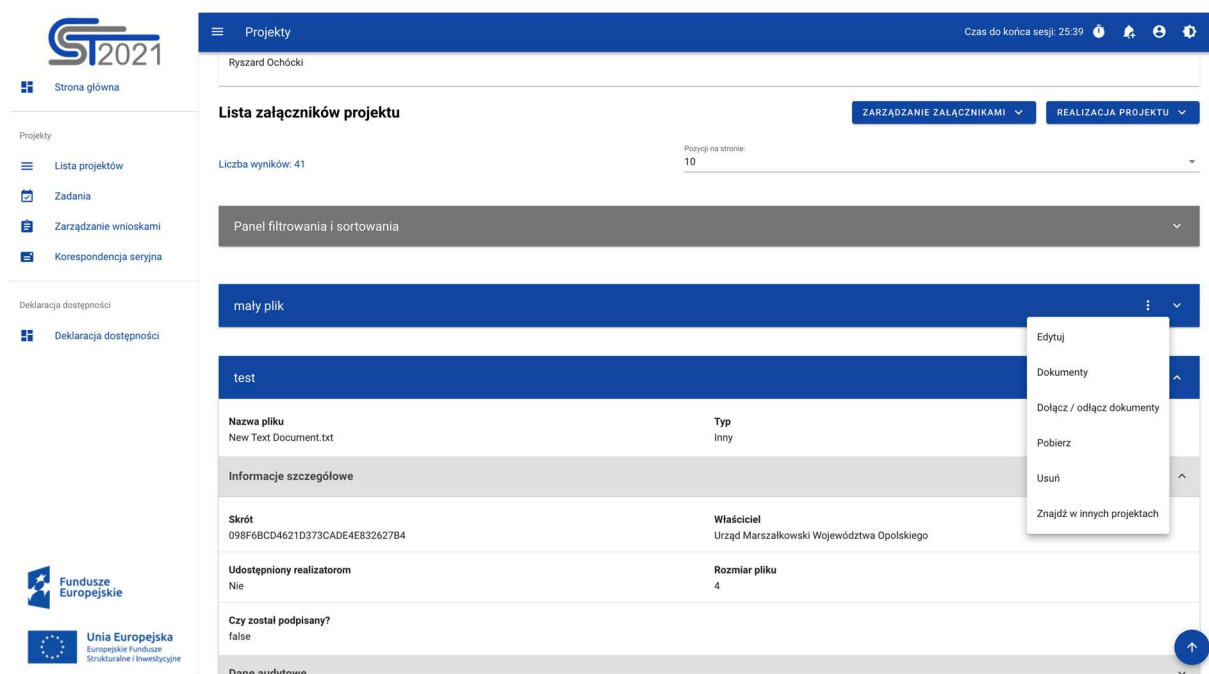 CST2021
Projekty
Czas do końca sesji: 25:39
Strona główna
Projekty
Lista projektów
Zadania
Zarządzanie wnioskami
Korespondencja seryjna
Deklaracja dostępności
Deklaracja dostępności
Fundusze
Europejskie
Unia Europejska
Europejskie Fundusze
Strukturalne i Inwestycyjne
Ryszard Ochócki
Lista załączników projektu
ZARZĄDZANIE ZAŁĄCZNIKAMI
REALIZACJA PROJEKTU
Liczba wyników: 41
Pozycji na stronie:
10
Panel filtrowania i sortowania
mały plik
Edytuj
Dokumenty
Dołącz / odłącz dokumenty
Pobierz
Usuń
Znajdź w innych projektach
test
Nazwa pliku
New Text Document.txt
Typ
Inny
Informacje szczegółowe
Skrót
098F6BCD4621D373CADE4E832627B4
Właściciel
Urząd Marszałkowski Województwa Opolskiego
Udostępniony realizatorom
Nie
Rozmiar pliku
4
Czy został podpisany?
false
Dane audytowe